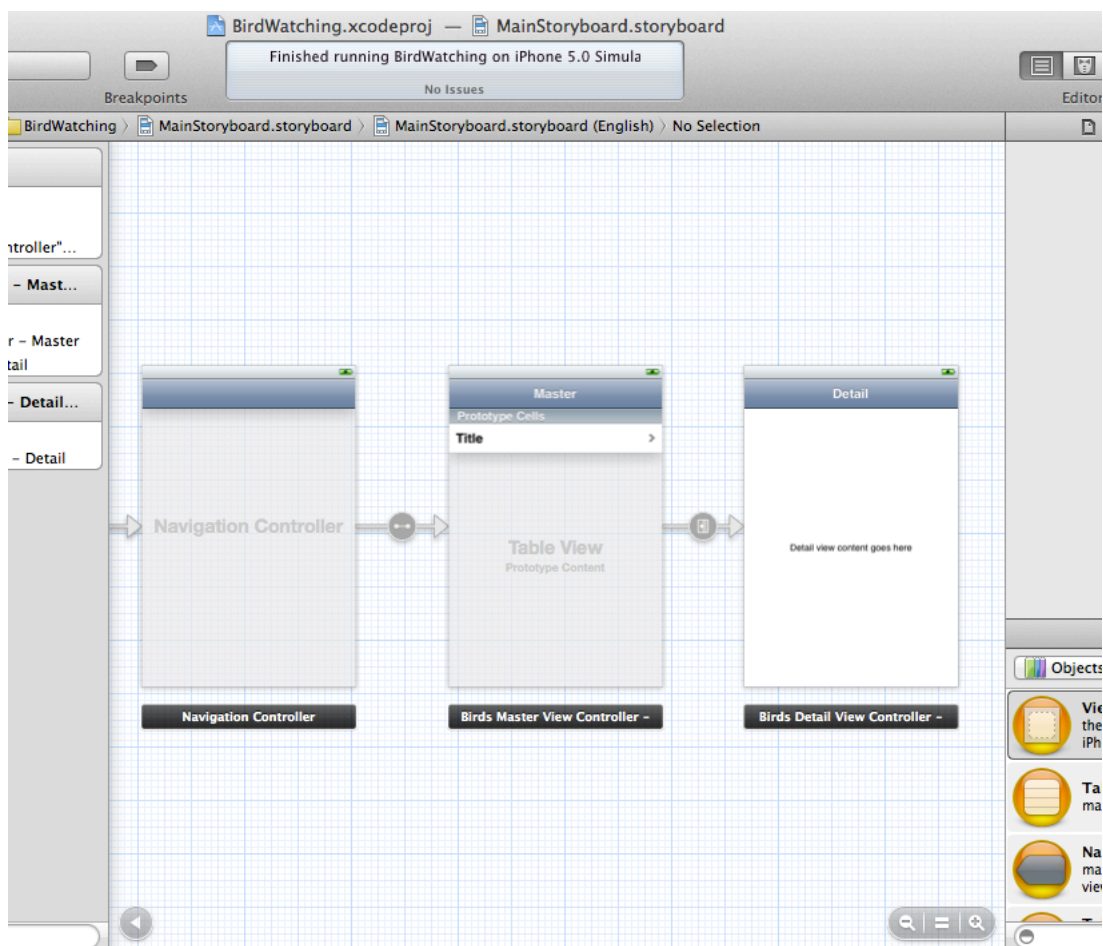 BirdWatching.xcodeproj — MainStoryboard.storyboard
Finished running BirdWatching on iPhone 5.0 Simula
No Issues
Breakpoints
Editor
BirdWatching 〉 MainStoryboard.storyboard 〉 MainStoryboard.storyboard (English) 〉 No Selection
ntroller"...
– Mast...
r – Master
tail
– Detail...
– Detail
Navigation Controller
Navigation Controller
Master
Prototype Cells
Title
Table View
Prototype Content
Birds Master View Controller –
Detail
Detail view content goes here
Birds Detail View Controller –
Objects
Vie
the
iPh
Ta
ma
Na
ma
view